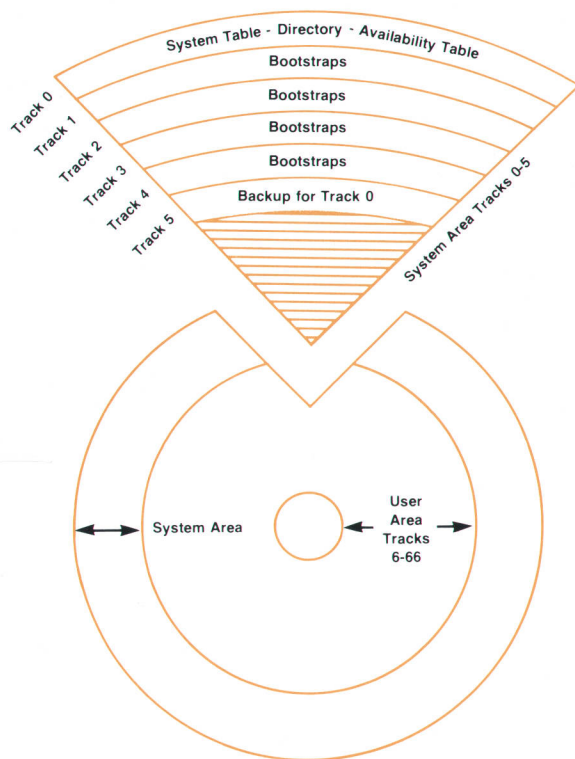 System Table - Directory - Availability Table
Bootstraps
Bootstraps
Bootstraps
Bootstraps
Backup for Track 0
Track 0
Track 1
Track 2
Track 3
Track 4
Track 5
System Area Tracks 0-5
System Area
User
Area
Tracks
6-66